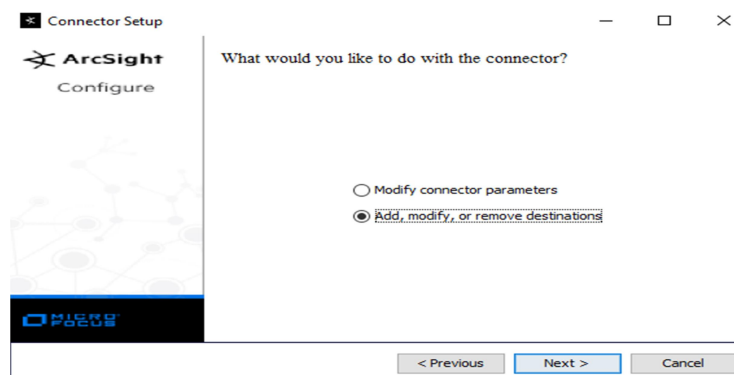 Connector Setup
ArcSight
Configure
What would you like to do with the connector?
Modify connector parameters
Add, modify, or remove destinations
MICRO
FOCUS
< Previous
Next >
Cancel